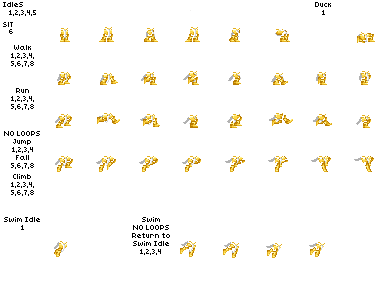 IdleS
1,2,3,4,5
Duck
1
SIT
6
Walk
1,2,3,4,
5,6,7,8
Run
1,2,3,4,
5,6,7,8
NO LOOPS
Jump
1,2,3,4
Fall
5,6,7,8
Climb
1,2,3,4,
5,6,7,8
Swim Idle
1
Swim
NO LOOPS
Return to
Swim Idle
1,2,3,4